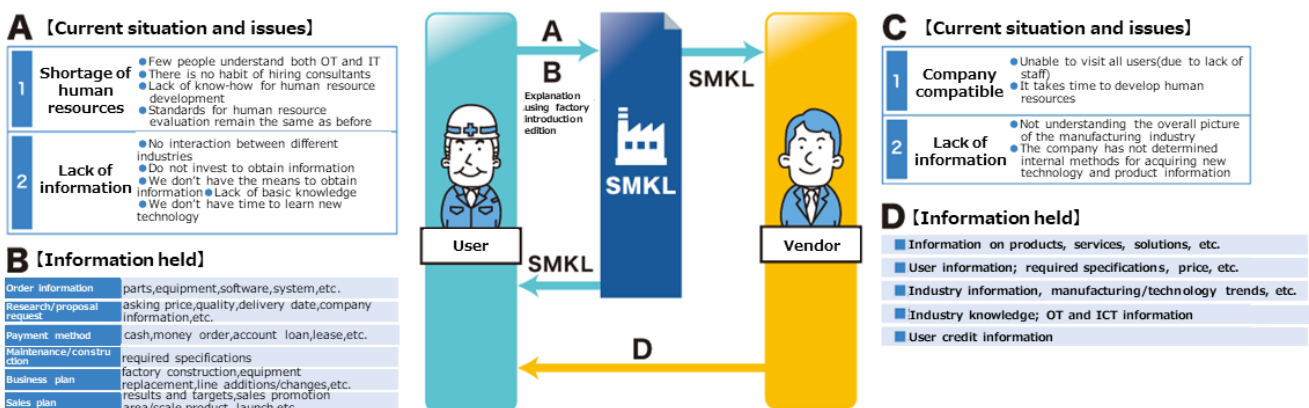 A 【Current situation and issues】
1
Shortage of
human
resources
●Few people understand both OT and IT
●There is no habit of hiring consultants
●Lack of know-how for human resource
development
●Standards for human resource
evaluation remain the same as before
2
Lack of
information
●No interaction between different
industries
●Do not invest to obtain information
●We don't have the means to obtain
information●Lack of basic knowledge
●We don't have time to learn new
technology
B 【Information held】
Order information
parts,equipment,software,system,etc.
Research/proposal
request
asking price,quality,delivery date,company
information,etc.
Payment method
cash,money order,account loan,lease,etc.
Maintenance/constru
ction
required specifications
Business plan
factory construction,equipment
replacement,line additions/changes,etc.
Sales plan
results and targets,sales promotion
area/scale,product launch,etc.
A
B
Explanation
using factory
introduction
edition
SMKL
SMKL
User
SMKL
Vendor
D
C 【Current situation and issues】
1
Company
compatible
●Unable to visit all users(due to lack of
staff)
●It takes time to develop human
resources
2
Lack of
information
●Not understanding the overall picture
of the manufacturing industry
●The company has not determined
internal methods for acquiring new
technology and product information
D 【Information held】
■Information on products, services, solutions, etc.
■User information; required specifications, price, etc.
■Industry information, manufacturing/technology trends, etc.
■Industry knowledge; OT and ICT information
■User credit information